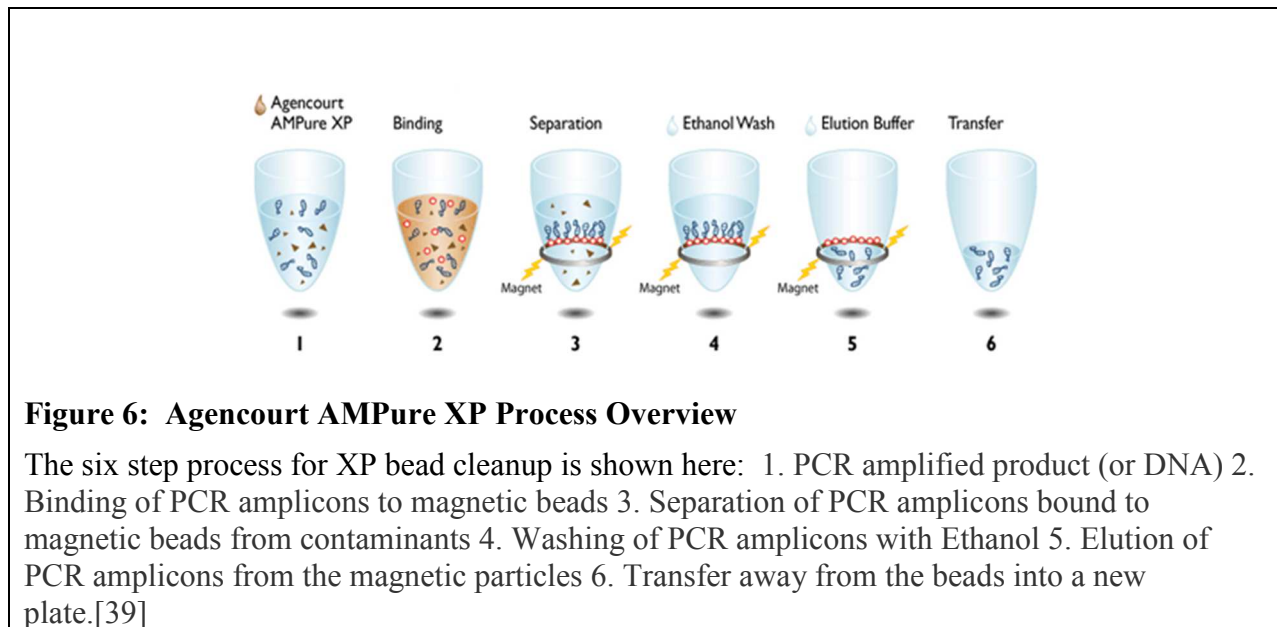 Agencourt
AMPure XP
Binding
Separation
Ethanol Wash
Elution Buffer
Transfer
Magnet
Magnet
Magnet
1
2
3
4
5
6
Figure 6: Agencourt AMPure XP Process Overview
The six step process for XP bead cleanup is shown here: 1. PCR amplified product (or DNA) 2.
Binding of PCR amplicons to magnetic beads 3. Separation of PCR amplicons bound to
magnetic beads from contaminants 4. Washing of PCR amplicons with Ethanol 5. Elution of
PCR amplicons from the magnetic particles 6. Transfer away from the beads into a new
plate.[39]